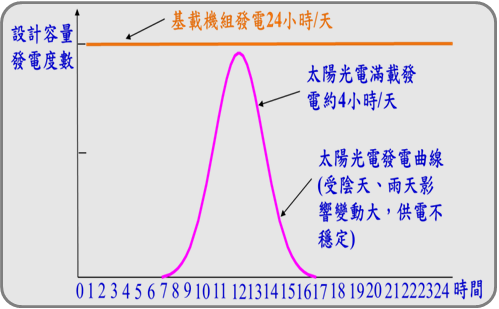 基載機組發電24小時/天
設計容量
發電度數
太陽光電滿載發
電約4小時/天
太陽光電發電曲線
(受陰天、雨天影
響變動大，供電不
穩定)
0 1 2 3 4 5 6 7 8 9 10 11 12 13 14 15 16 17 18 19 20 21 22 23 24 時間